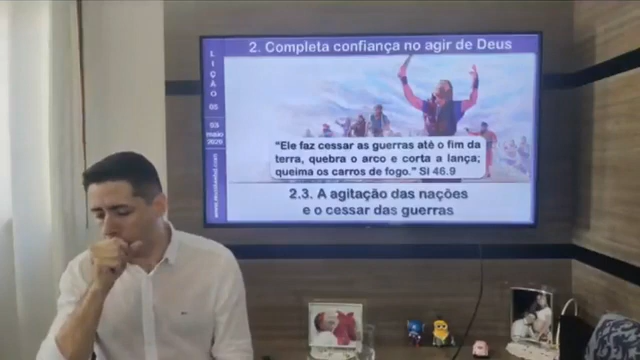 2. Completa confiança no agir de Deus
LIÇÃO
05
03
maio
2026
"Ele faz cessar as guerras até o fim da
terra, quebra o arco e corta a lança;
queima os carros de fogo." Sl 46.9
2.3. A agitação das nações
e o cessar das guerras